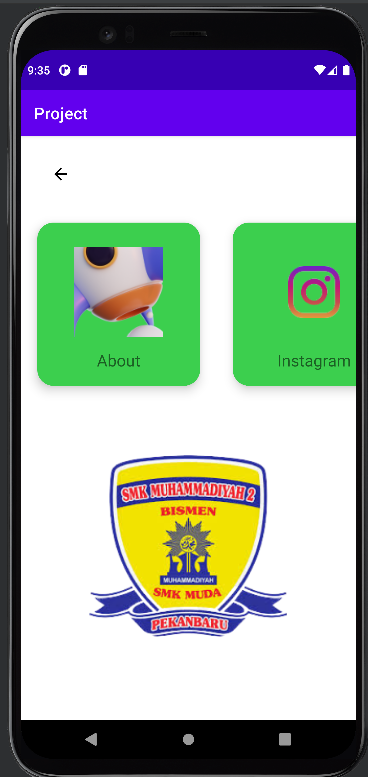 9:35
Project
About
Instagram
SMK MUHAMMADIYAH 2
BISMEN
MUHAMMADIYAH
SMK MUDA
PEKANBARU